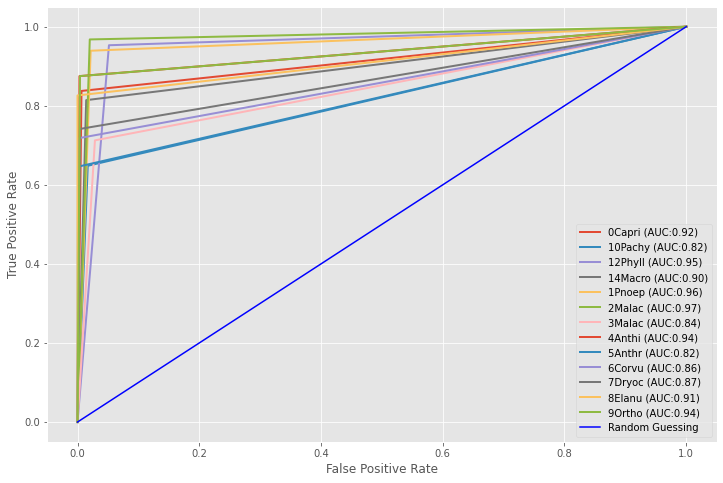 1.0
0.8
0.6
0.4
0.2
0.0
True Positive Rate
0.0 0.2 0.4 0.6 0.8 1.0
False Positive Rate
0Capri (AUC:0.92)
10Pachy (AUC:0.82)
12Phyll (AUC:0.95)
14Macro (AUC:0.90)
1Pnoep (AUC:0.96)
2Malac (AUC:0.97)
3Malac (AUC:0.84)
4Anthi (AUC:0.94)
5Anthr (AUC:0.82)
6Corvu (AUC:0.86)
7Dryoc (AUC:0.87)
8Elanu (AUC:0.91)
9Ortho (AUC:0.94)
Random Guessing